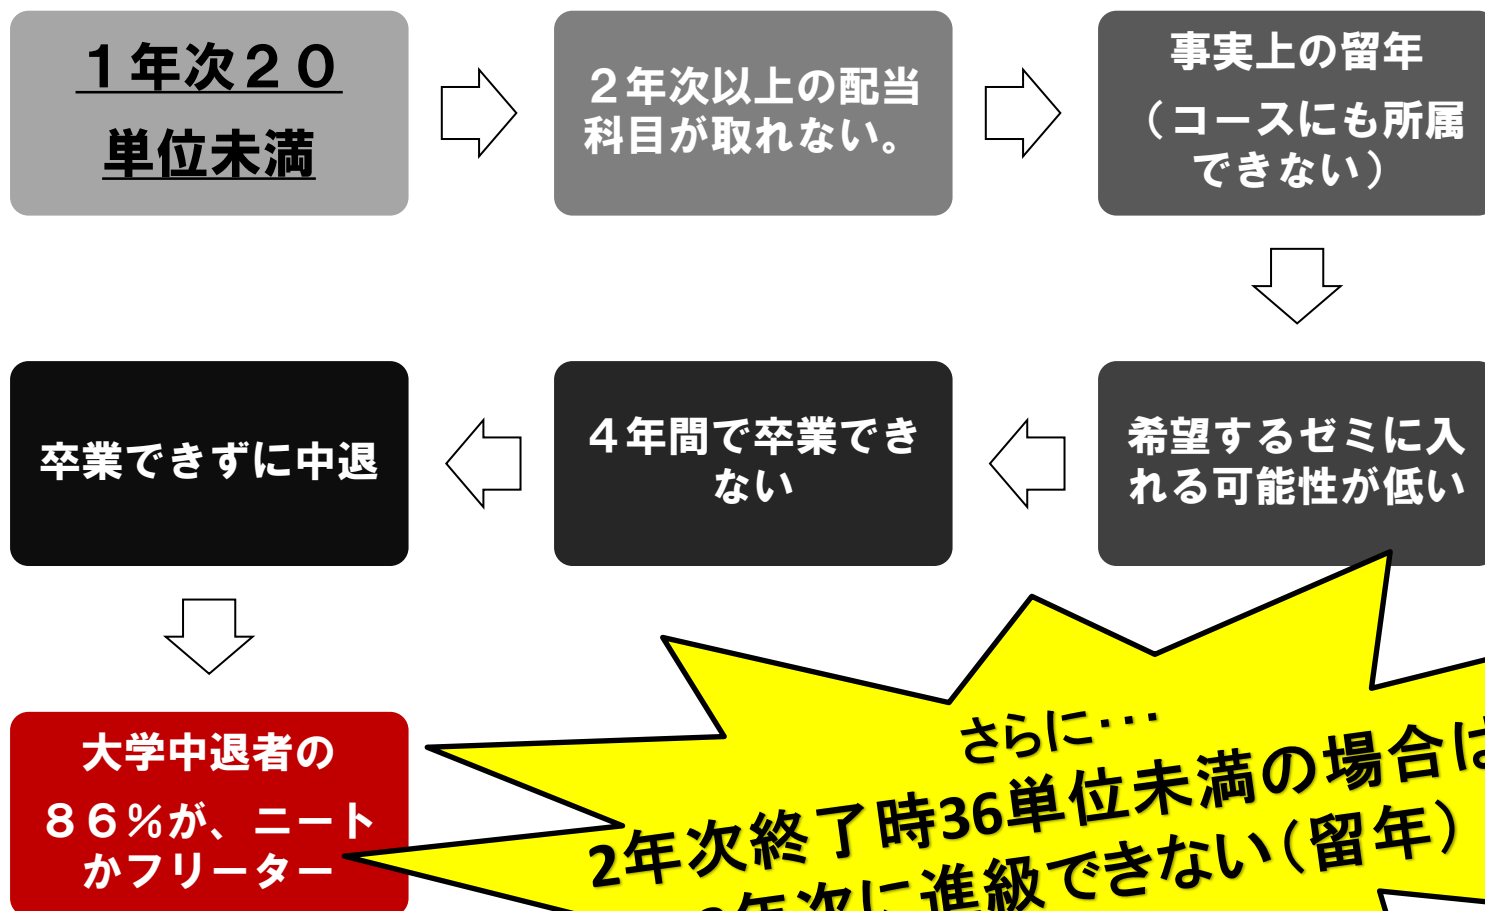 １年次２０
単位未満
２年次以上の配当
科目が取れない。
事実上の留年
（コースにも所属
できない）
希望するゼミに入
れる可能性が低い
４年間で卒業でき
ない
卒業できずに中退
大学中退者の
８６％が、ニート
かフリーター
さらに・・・
2年次終了時36単位未満の場合は
年次に進級できない（留年）